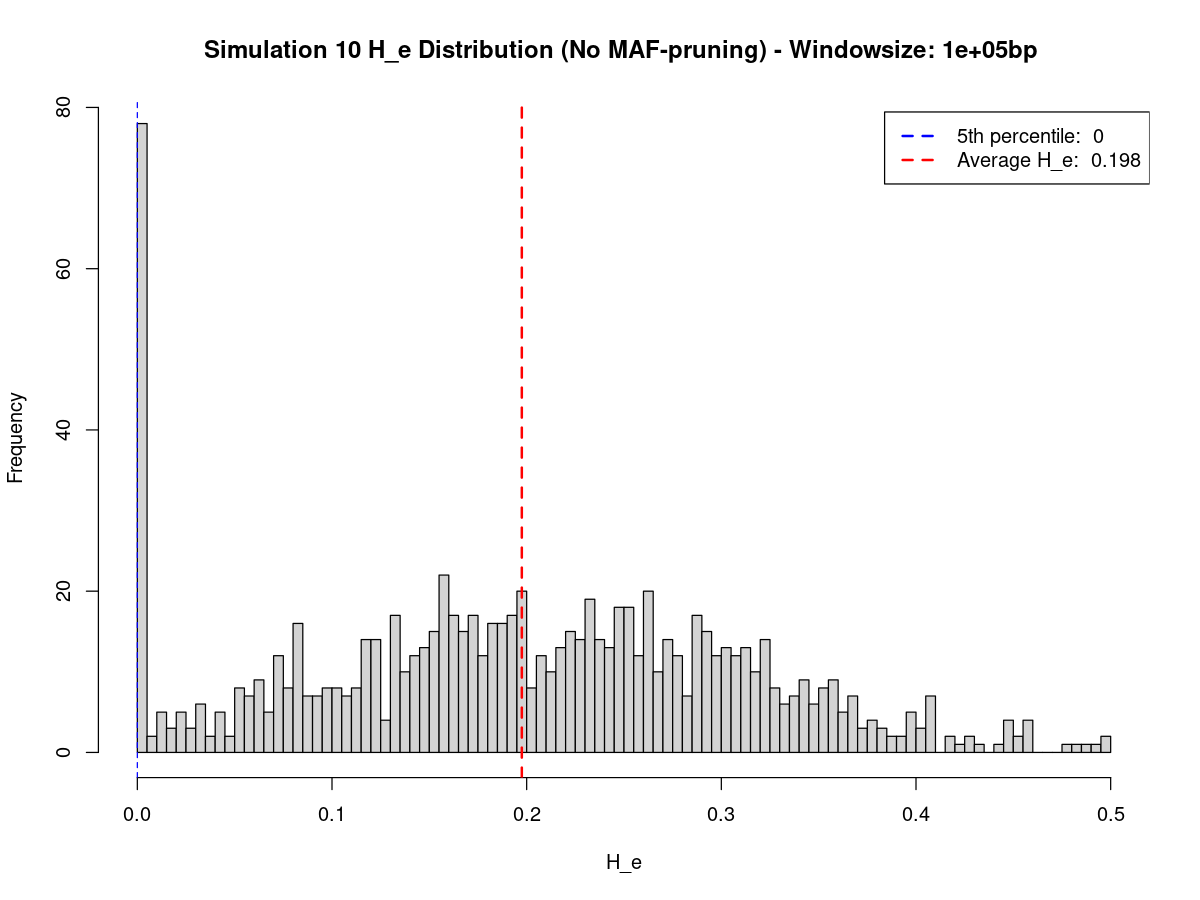 Simulation 10 H_e Distribution (No MAF-pruning) - Windowsize: 1e+05bp
5th percentile:  0
Average H_e:  0.198
80
60
40
20
0
Frequency
0.0
0.1
0.2
0.3
0.4
0.5
H_e